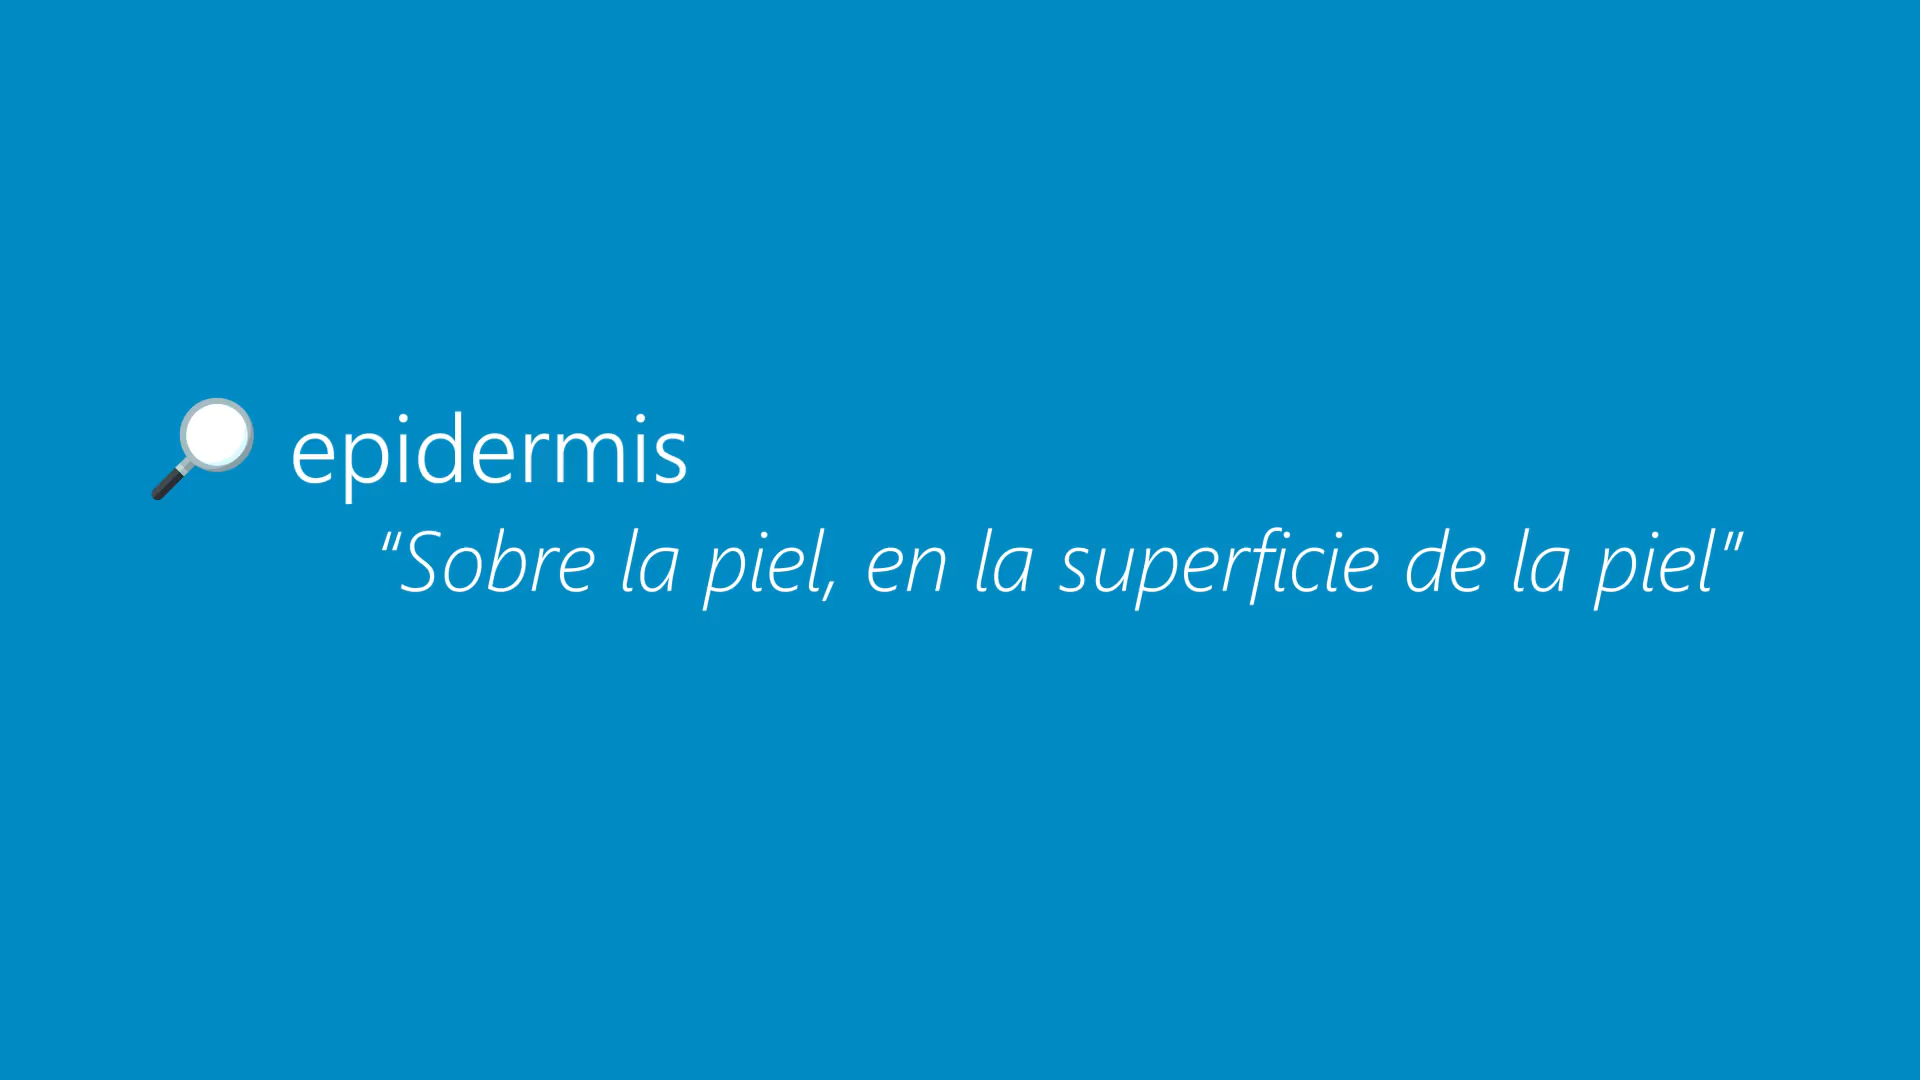 epidermis
“Sobre la piel, en la superficie de la piel”